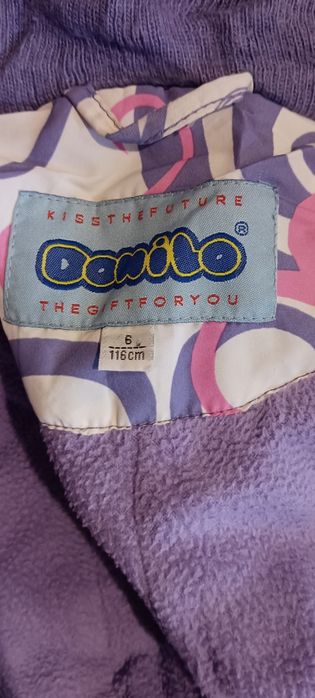 KISSTHEFUTURE
Danilo®
THEGIFTFORYOU
6
116cm